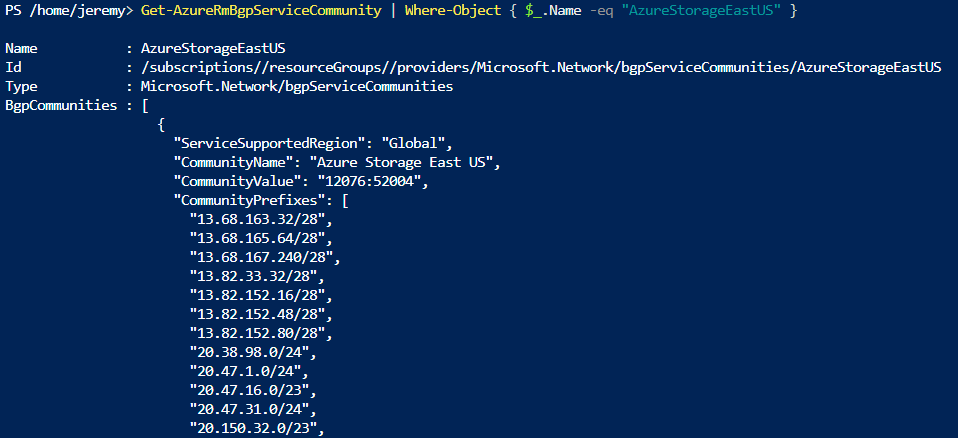 PS /home/jeremy> Get-AzureRmBgpServiceCommunity | Where-Object { $_.Name -eq "AzureStorageEastUS" }
Name : AzureStorageEastUS
Id : /subscriptions//resourceGroups//providers/Microsoft.Network/bgpServiceCommunities/AzureStorageEastUS
Type : Microsoft.Network/bgpServiceCommunities
BgpCommunities : [
{
"ServiceSupportedRegion": "Global",
"CommunityName": "Azure Storage East US",
"CommunityValue": "12076:52004",
"CommunityPrefixes": [
"13.68.163.32/28",
"13.68.165.64/28",
"13.68.167.240/28",
"13.82.33.32/28",
"13.82.152.16/28",
"13.82.152.48/28",
"13.82.152.80/28",
"20.38.98.0/24",
"20.47.1.0/24",
"20.47.16.0/23",
"20.47.31.0/24",
"20.150.32.0/23",